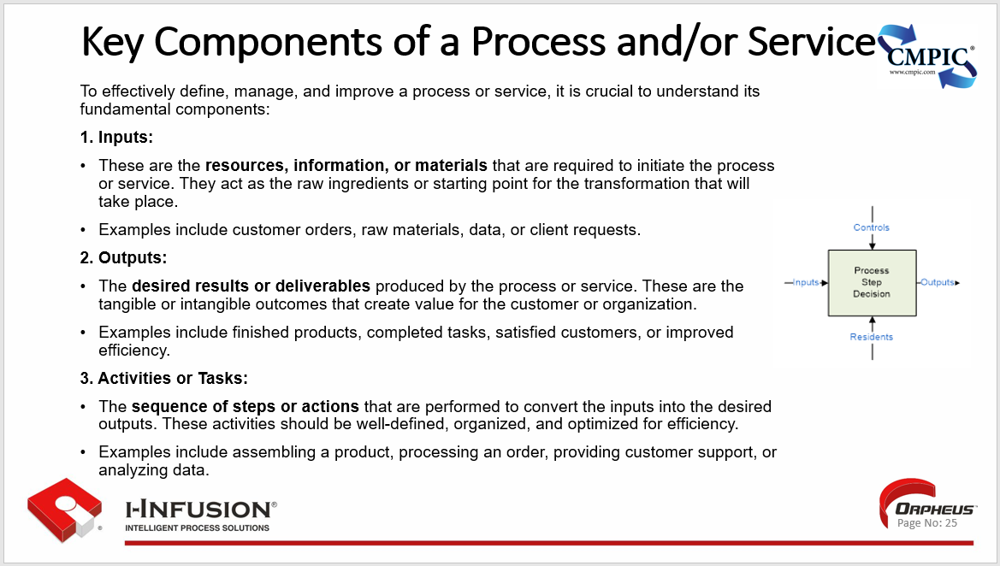 Key Components of a Process and/or Service
CMPIC®
www.cmpic.com
To effectively define, manage, and improve a process or service, it is crucial to understand its
fundamental components:
1. Inputs:
• These are the resources, information, or materials that are required to initiate the process
or service. They act as the raw ingredients or starting point for the transformation that will
take place.
• Examples include customer orders, raw materials, data, or client requests.
2. Outputs:
• The desired results or deliverables produced by the process or service. These are the
tangible or intangible outcomes that create value for the customer or organization.
• Examples include finished products, completed tasks, satisfied customers, or improved
efficiency.
3. Activities or Tasks:
• The sequence of steps or actions that are performed to convert the inputs into the desired
outputs. These activities should be well-defined, organized, and optimized for efficiency.
• Examples include assembling a product, processing an order, providing customer support, or
analyzing data.
Controls
Inputs
Process
Step
Decision
Outputs
Residents
®
I-INFUSION®
INTELLIGENT PROCESS SOLUTIONS
ORPHEUS™
Page No: 25